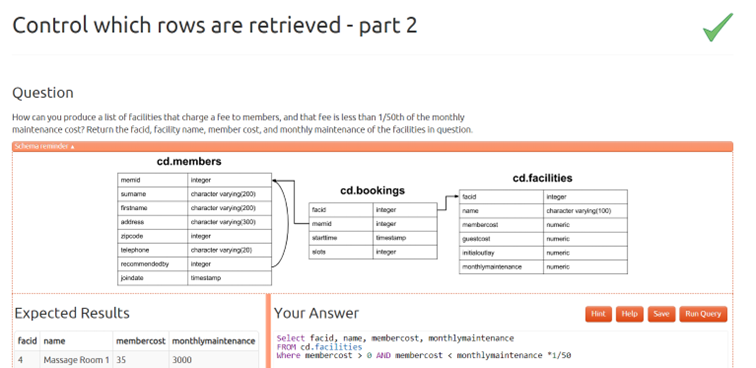 Control which rows are retrieved - part 2
Question
How can you produce a list of facilities that charge a fee to members, and that fee is less than 1/50th of the monthly
maintenance cost? Return the facid, facility name, member cost, and monthly maintenance of the facilities in question.
Schema reminder ▲
cd.members
memid integer
surname character varying(200)
firstname character varying(200)
address character varying(300)
zipcode integer
telephone character varying(20)
recommendedby integer
joindate timestamp
cd.bookings
facid integer
memid integer
starttime timestamp
slots integer
cd.facilities
facid integer
name character varying(100)
membercost numeric
guestcost numeric
initialoutlay numeric
monthlymaintenance numeric
Expected Results
facid name membercost monthlymaintenance
4 Massage Room 1 35 3000
Your Answer
Hint Help Save Run Query
Select facid, name, membercost, monthlymaintenance
FROM cd.facilities
where membercost > 0 AND membercost < monthlymaintenance *1/50